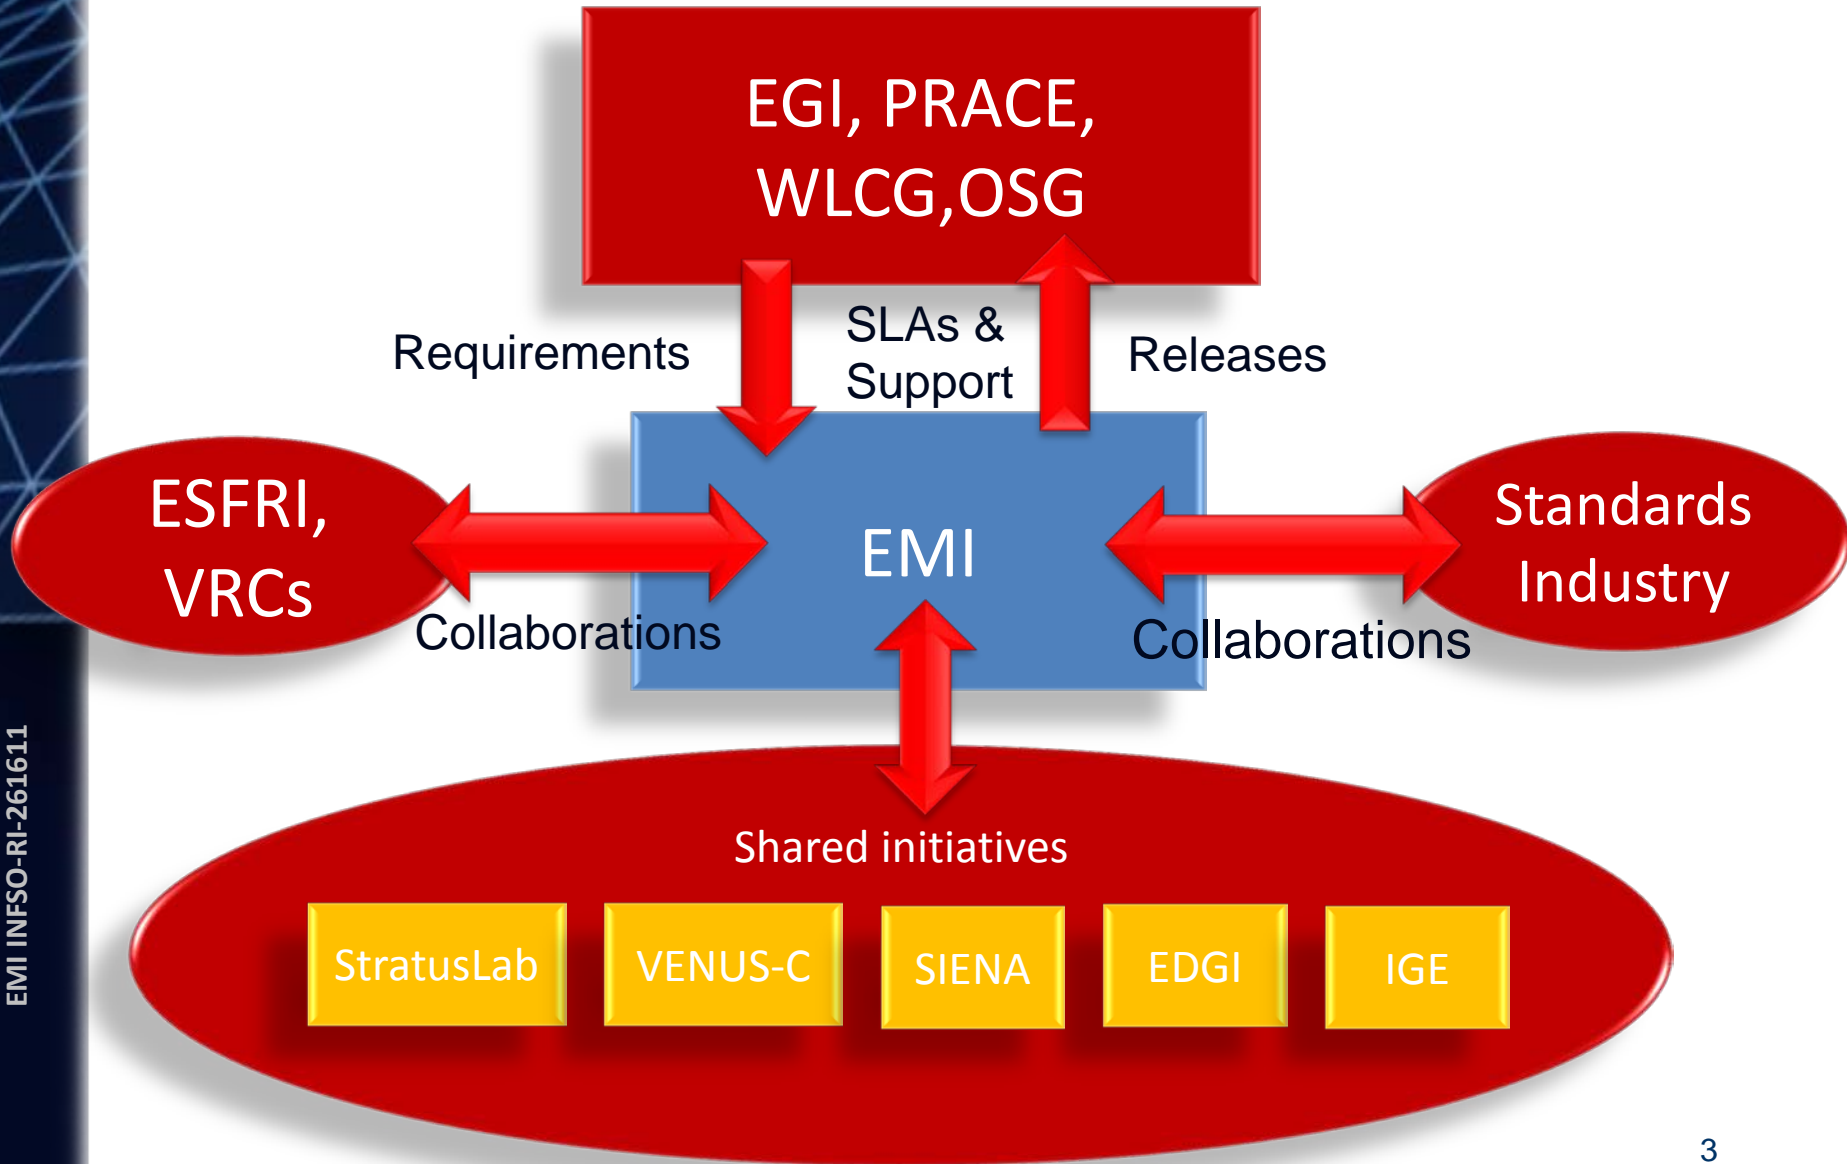 EGI, PRACE,
WLCG,OSG
Requirements
SLAs &
Support
Releases
ESFRI,
VRCs
EMI
Standards
Industry
Collaborations
Collaborations
Shared initiatives
StratusLab
VENUS-C
SIENA
EDGI
IGE
EMI INFSO-RI-261611
3